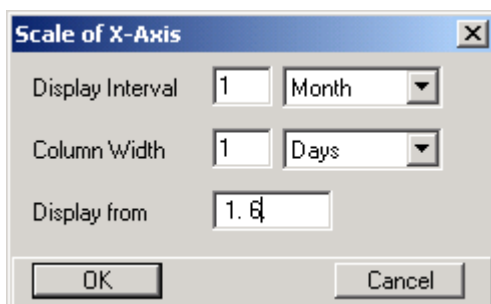 Scale of X-Axis
Display Interval 1 Month
Column Width 1 Days
Display from 1. 6
OK Cancel